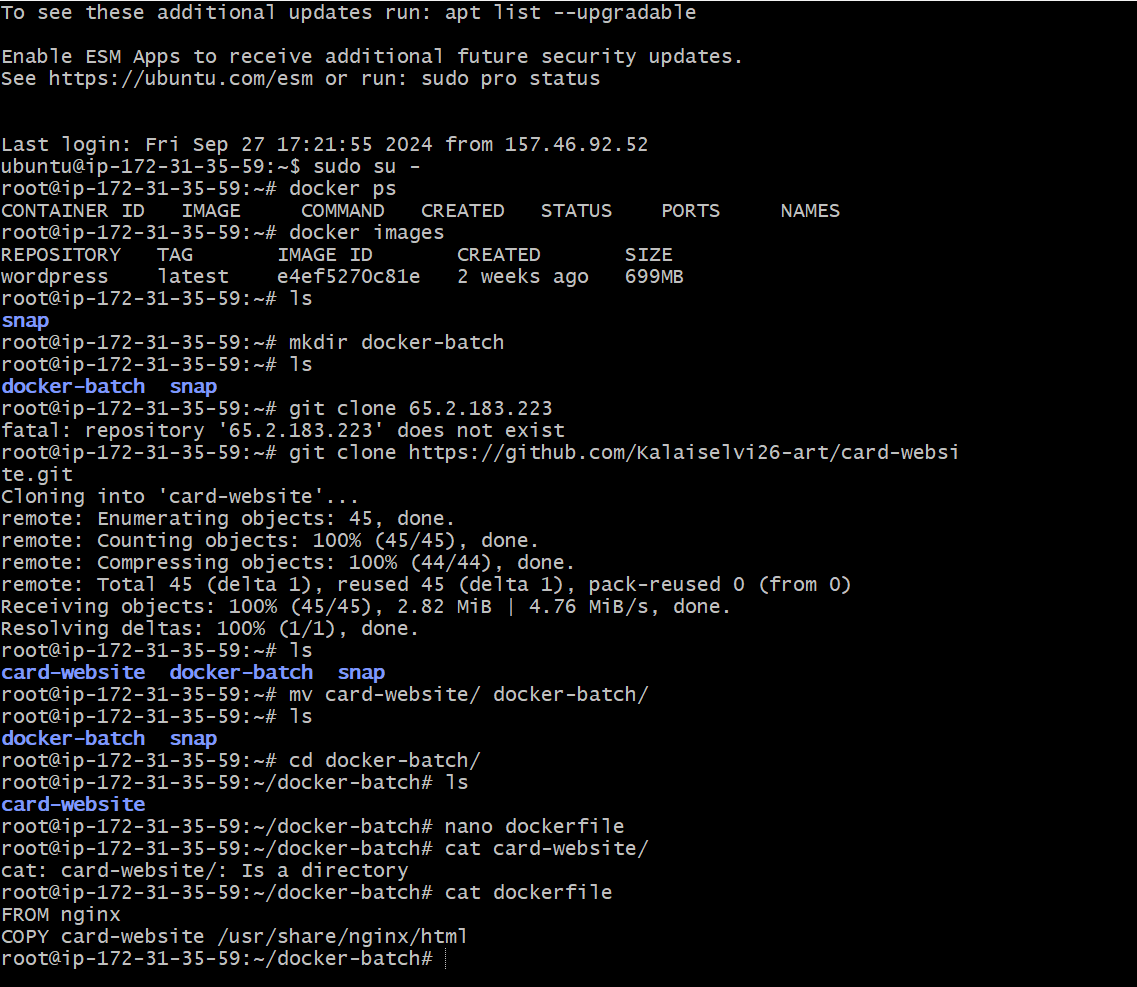 To see these additional updates run: apt list --upgradable
Enable ESM Apps to receive additional future security updates.
See https://ubuntu.com/esm or run: sudo pro status
Last login: Fri Sep 27 17:21:55 2024 from 157.46.92.52
ubuntu@ip-172-31-35-59:~$ sudo su -
root@ip-172-31-35-59:~# docker ps
CONTAINER ID   IMAGE     COMMAND   CREATED   STATUS    PORTS     NAMES
root@ip-172-31-35-59:~# docker images
REPOSITORY   TAG       IMAGE ID       CREATED       SIZE
wordpress    latest    e4ef5270c81e   2 weeks ago   699MB
root@ip-172-31-35-59:~# ls
snap
root@ip-172-31-35-59:~# mkdir docker-batch
root@ip-172-31-35-59:~# ls
docker-batch  snap
root@ip-172-31-35-59:~# git clone 65.2.183.223
fatal: repository '65.2.183.223' does not exist
root@ip-172-31-35-59:~# git clone https://github.com/Kalaiselvi26-art/card-websi
te.git
Cloning into 'card-website'...
remote: Enumerating objects: 45, done.
remote: Counting objects: 100% (45/45), done.
remote: Compressing objects: 100% (44/44), done.
remote: Total 45 (delta 1), reused 45 (delta 1), pack-reused 0 (from 0)
Receiving objects: 100% (45/45), 2.82 MiB | 4.76 MiB/s, done.
Resolving deltas: 100% (1/1), done.
root@ip-172-31-35-59:~# ls
card-website  docker-batch  snap
root@ip-172-31-35-59:~# mv card-website/ docker-batch/
root@ip-172-31-35-59:~# ls
docker-batch  snap
root@ip-172-31-35-59:~# cd docker-batch/
root@ip-172-31-35-59:~/docker-batch# ls
card-website
root@ip-172-31-35-59:~/docker-batch# nano dockerfile
root@ip-172-31-35-59:~/docker-batch# cat card-website/
cat: card-website/: Is a directory
root@ip-172-31-35-59:~/docker-batch# cat dockerfile
FROM nginx
COPY card-website /usr/share/nginx/html
root@ip-172-31-35-59:~/docker-batch#